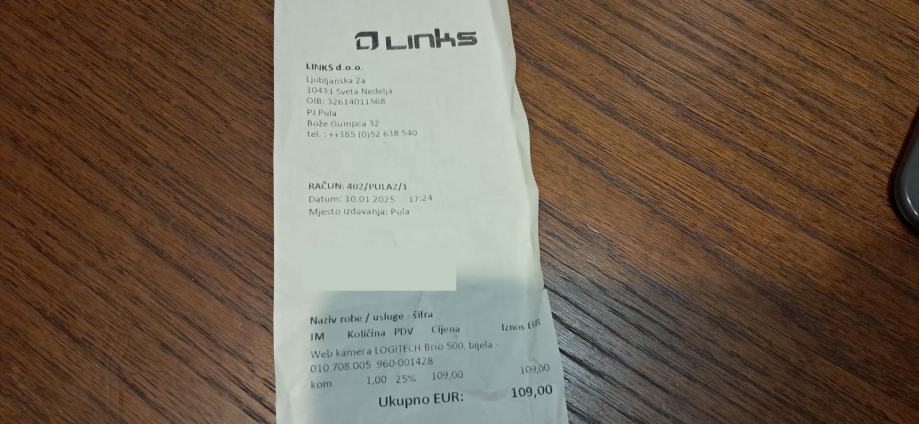 LINKS
LINKS d.o.o.
Ljubljanska 2a
10431 Sveta Nedelja
OIB: 32614011568
PJ Pula
Bože Gumpca 32
tel. : ++385 (0)52 638 540
RAČUN: 402/PULA2/1
Datum: 10.01.2025. 17:24
Mjesto izdavanja: Pula
Naziv robe / usluge - šifra
JM Količina PDV Cijena Iznos EUR
Web kamera LOGITECH Brio 500, bijela -
010.708.005 960-001428
kom 1,00 25% 109,00 109,00
Ukupno EUR: 109,00